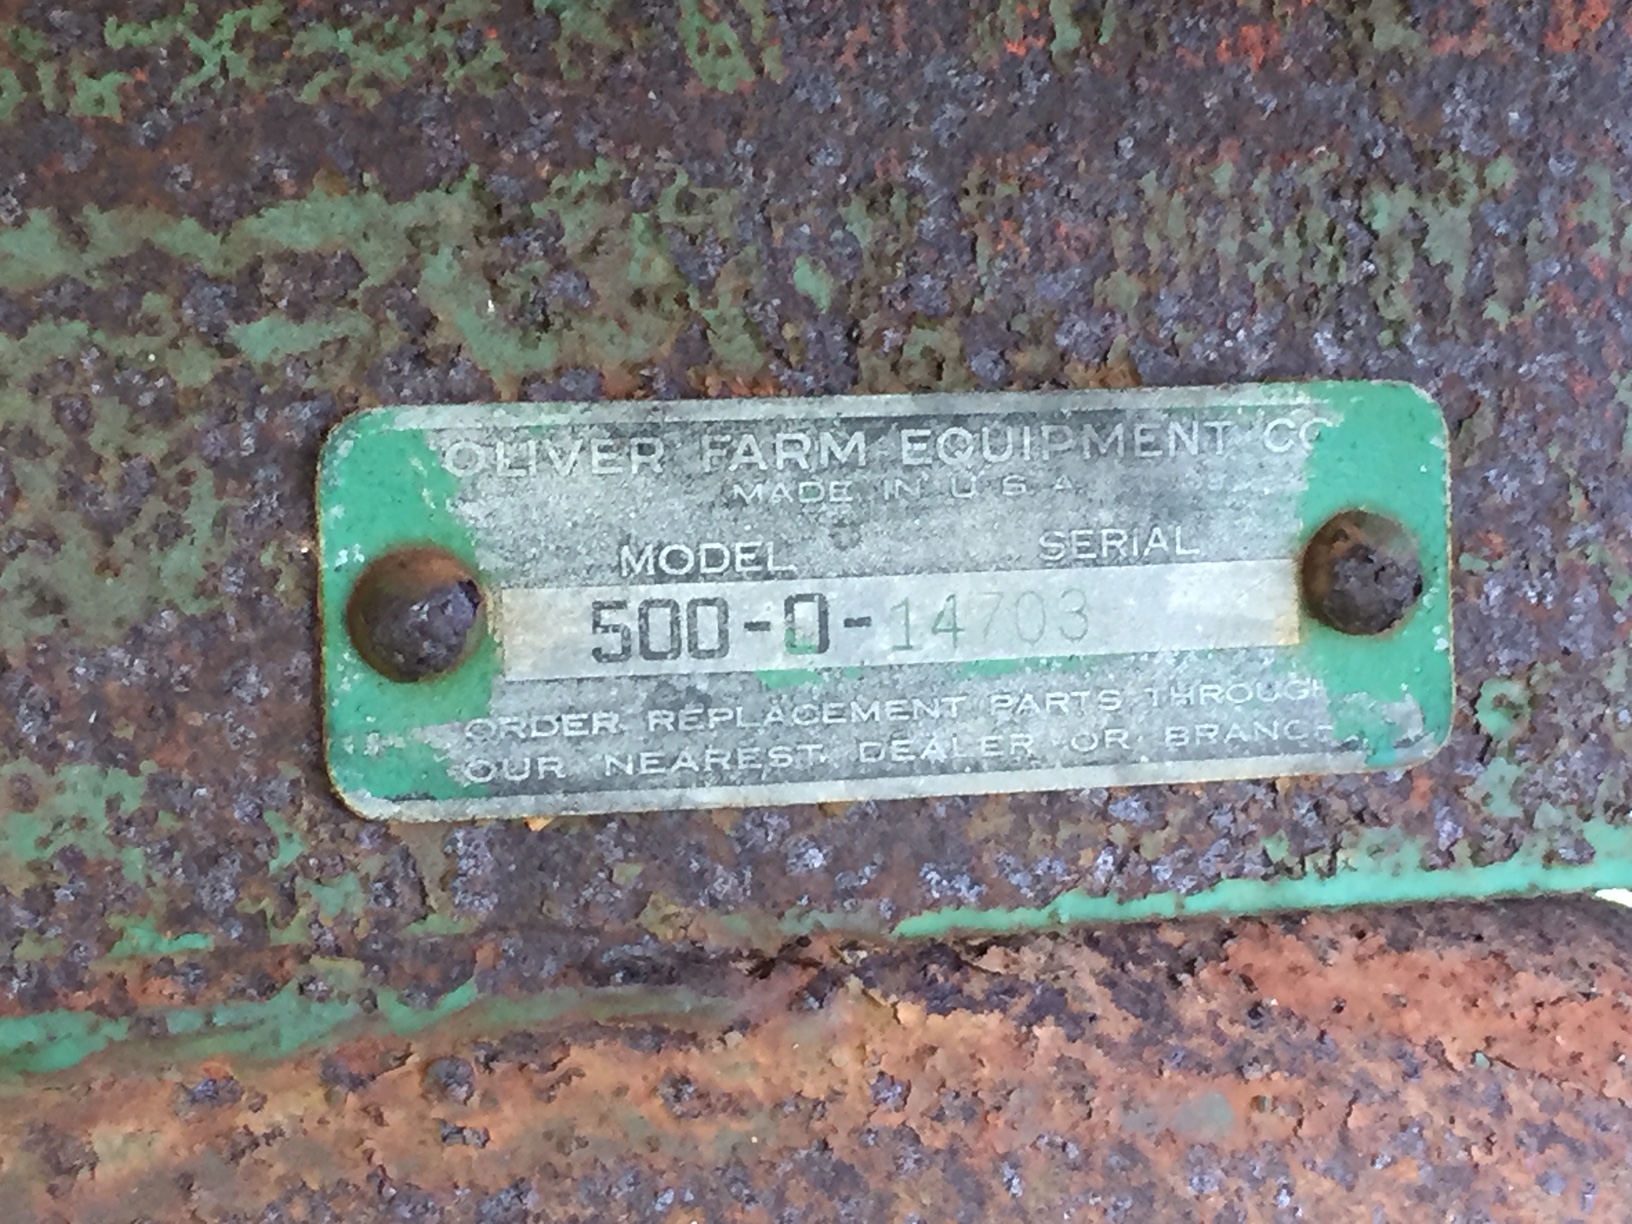 OLIVER FARM EQUIPMENT CO
MADE IN U S A
MODEL SERIAL
500-0-14703
ORDER REPLACEMENT PARTS THROUGH
OUR NEAREST DEALER OR BRANCH